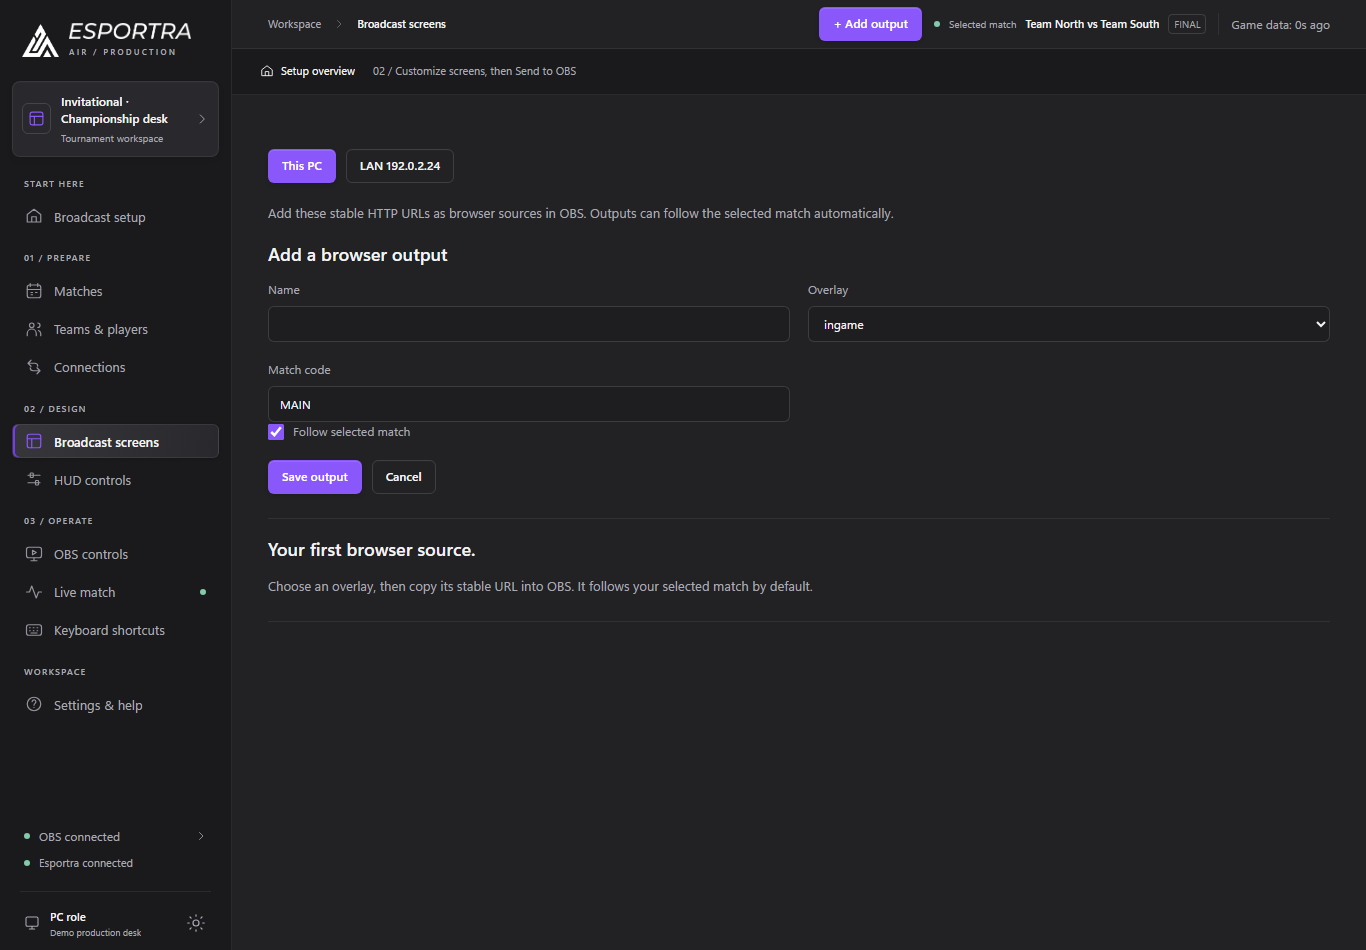 ESPORTRA
AIR / PRODUCTION
Invitational ·
Championship desk
Tournament workspace
START HERE
Broadcast setup
01 / PREPARE
Matches
Teams & players
Connections
02 / DESIGN
Broadcast screens
HUD controls
03 / OPERATE
OBS controls
Live match
Keyboard shortcuts
WORKSPACE
Settings & help
OBS connected
Esportra connected
PC role
Demo production desk
Workspace
Broadcast screens
+ Add output
Selected match
Team North vs Team South
FINAL
Game data: 0s ago
Setup overview
02 / Customize screens, then Send to OBS
This PC
LAN 192.0.2.24
Add these stable HTTP URLs as browser sources in OBS. Outputs can follow the selected match automatically.
Add a browser output
Name
Overlay
ingame
Match code
MAIN
Follow selected match
Save output
Cancel
Your first browser source.
Choose an overlay, then copy its stable URL into OBS. It follows your selected match by default.